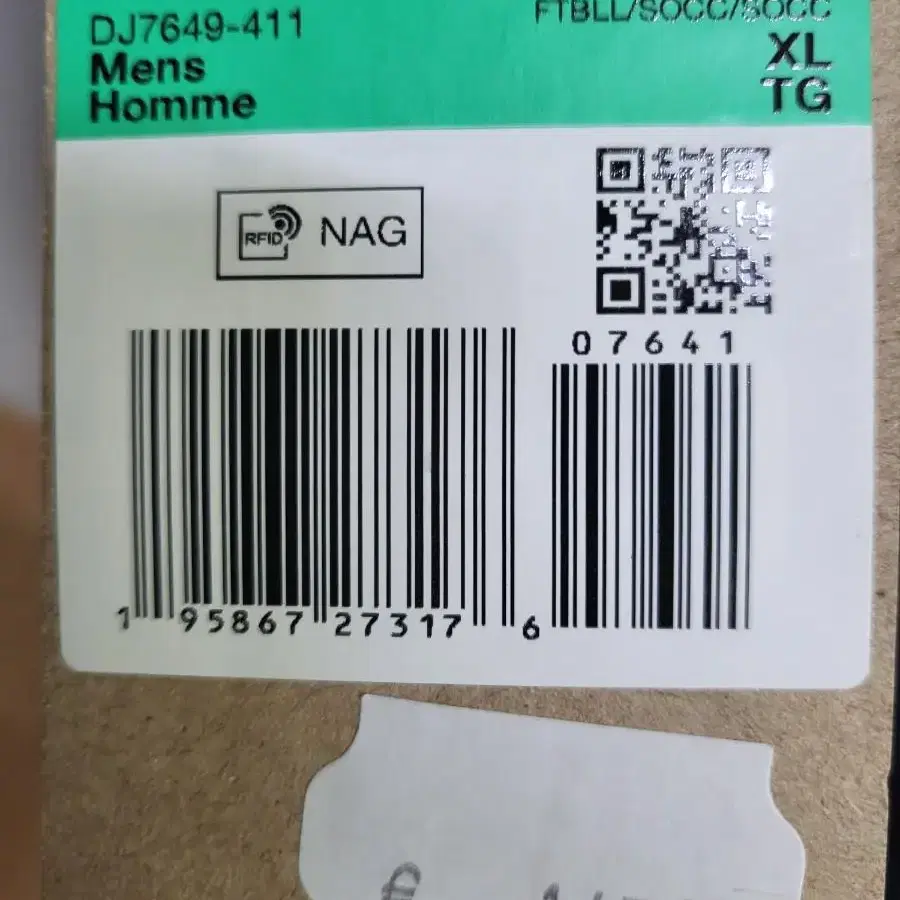 DJ7649-411
FTBLL/SOCC/SOCC
Mens
Homme
XL
TG
RFID
NAG
07641
1 95867 27317 6